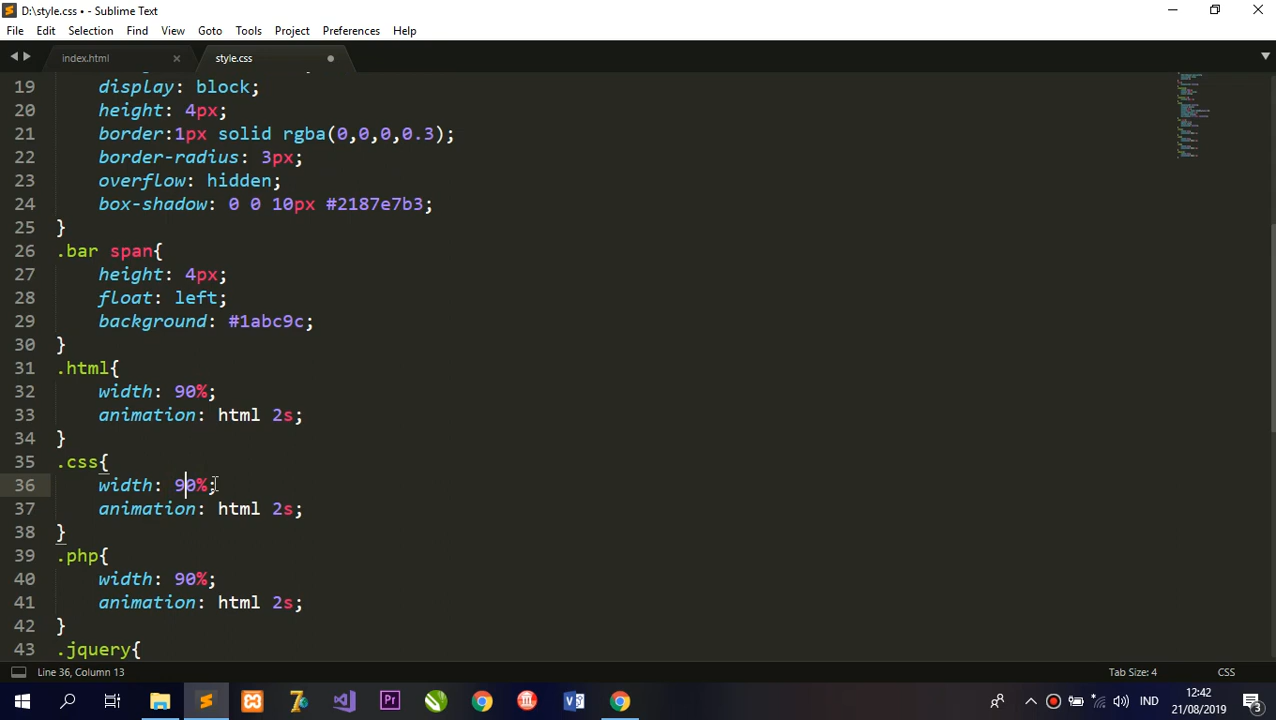 D:\style.css • - Sublime Text
File Edit Selection Find View Goto Tools Project Preferences Help
index.html style.css
19 display: block;
20 height: 4px;
21 border:1px solid rgba(0,0,0,0.3);
22 border-radius: 3px;
23 overflow: hidden;
24 box-shadow: 0 0 10px #2187e7b3;
25 }
26 .bar span{
27 height: 4px;
28 float: left;
29 background: #1abc9c;
30 }
31 .html{
32 width: 90%;
33 animation: html 2s;
34 }
35 .css{
36 width: 90%;
37 animation: html 2s;
38 }
39 .php{
40 width: 90%;
41 animation: html 2s;
42 }
43 .jquery{
Line 36, Column 13 Tab Size: 4 CSS
IND 12:42
21/08/2019 3